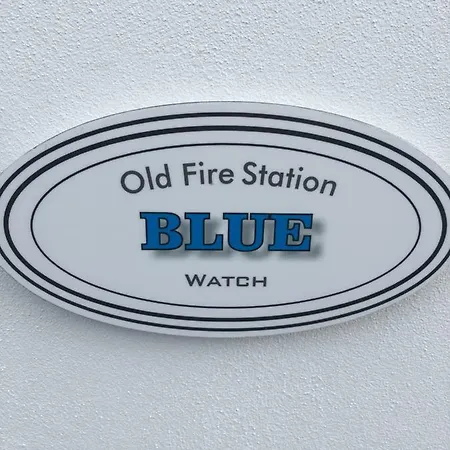 Old Fire Station
BLUE
WATCH